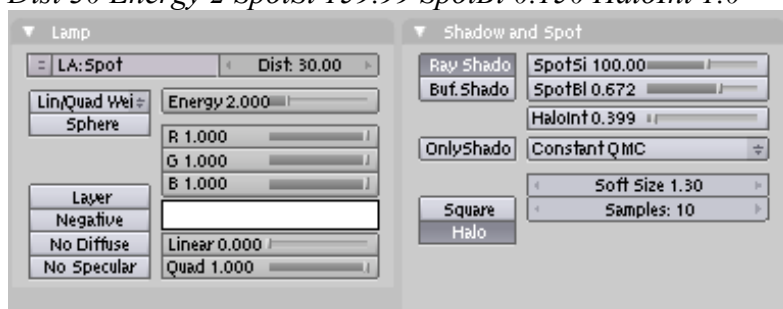 Dist 30 Energy 2 SpotSi 159.99 SpotBl 0.150 HaloInt 1.0
Lamp
LA:Spot
Dist: 30.00
Lin/Quad Wei
Energy 2.000
Sphere
R 1.000
G 1.000
B 1.000
Layer
Negative
No Diffuse
Linear 0.000
No Specular
Quad 1.000
Shadow and Spot
Ray Shado
SpotSi 100.00
Buf.Shado
SpotBl 0.672
HaloInt 0.399
OnlyShado
Constant QMC
Soft Size 1.30
Square
Samples: 10
Halo